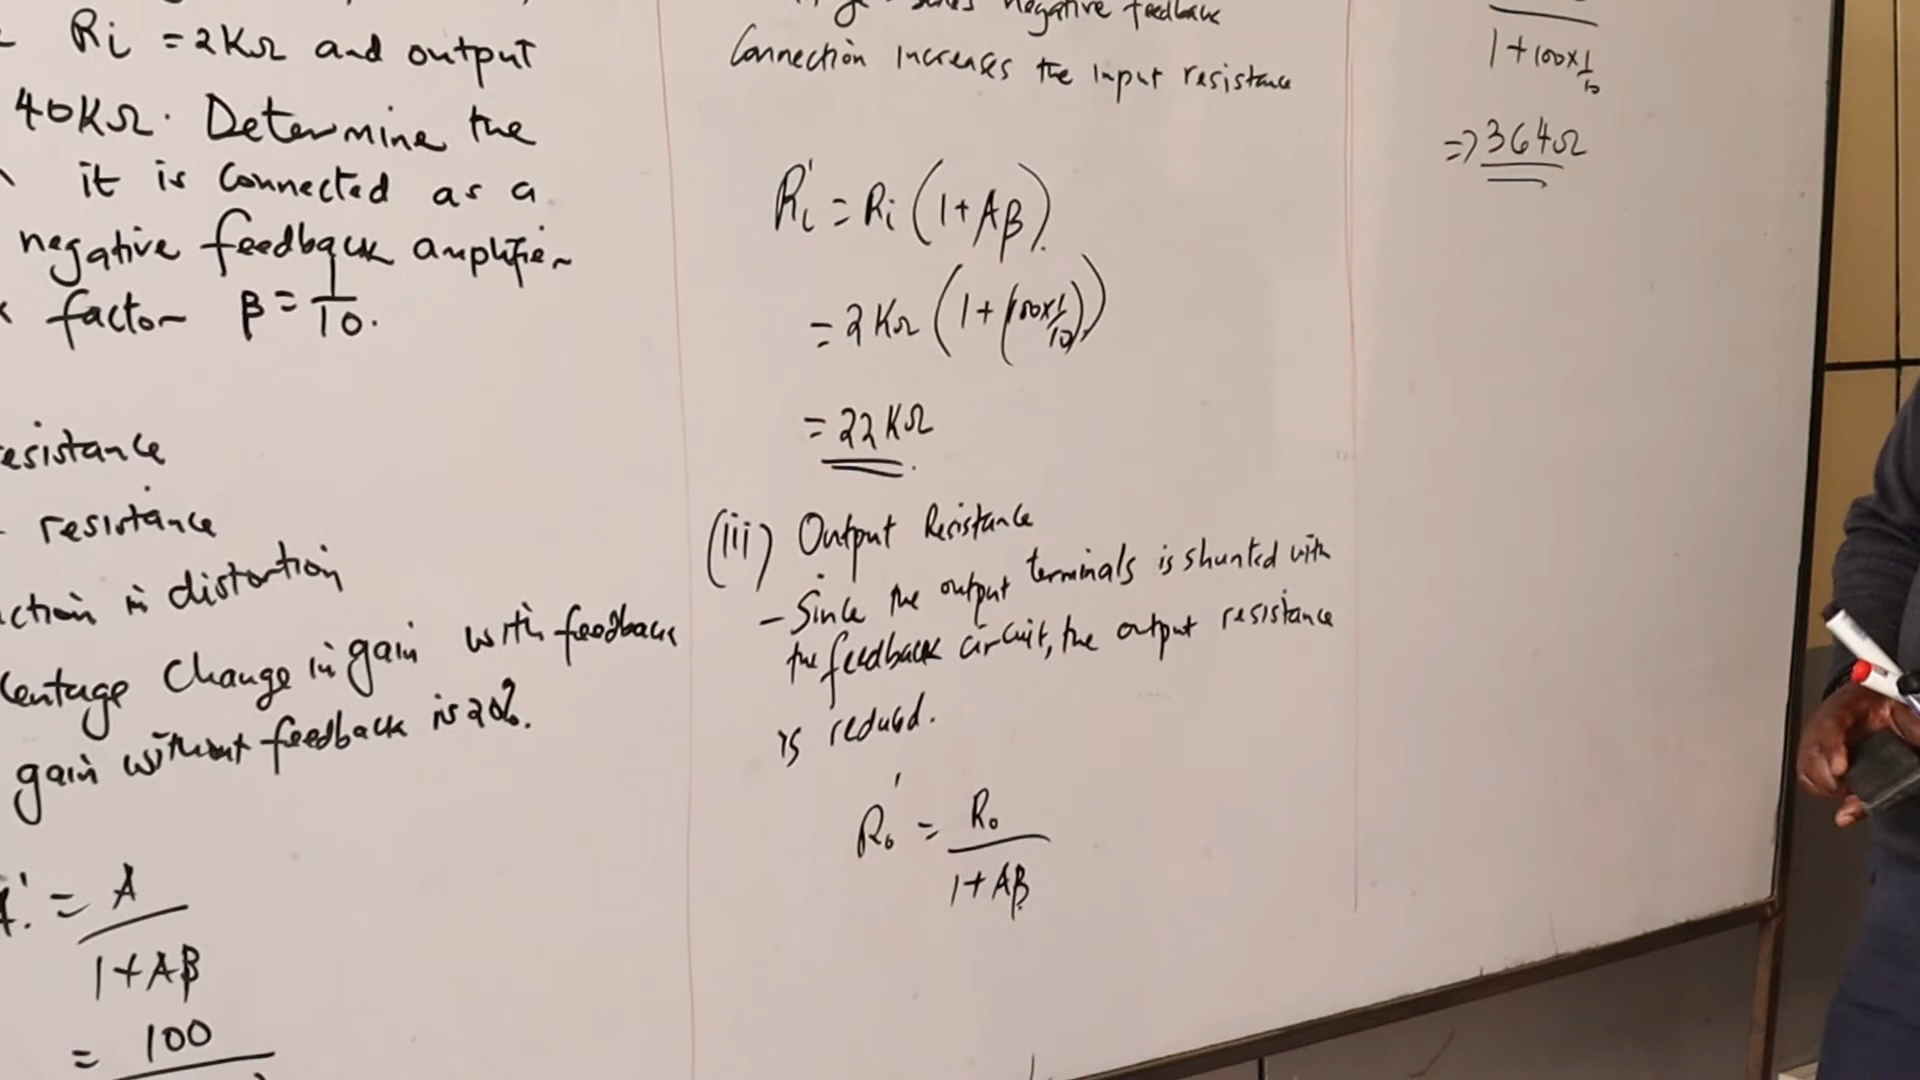 Ri = 2KΩ and output
40KΩ. Determine the
it is Connected as a
negative feedback amplifier
factor β = 1/10.
esistance
resistance
ction in distortion
centage change in gain with feedback
gain without feedback is 20%.
A' = A
1+Aβ
= 100
negative feedback
Connection increases the input resistance
Ri' = Ri (1+Aβ).
= 2KΩ (1+(100×1/10))
= 22KΩ
(iii) Output Resistance
- Since the output terminals is shunted with
the feedback circuit, the output resistance
is reduced.
Ro' = Ro
1+Aβ
1+100×1/10
=> 364Ω